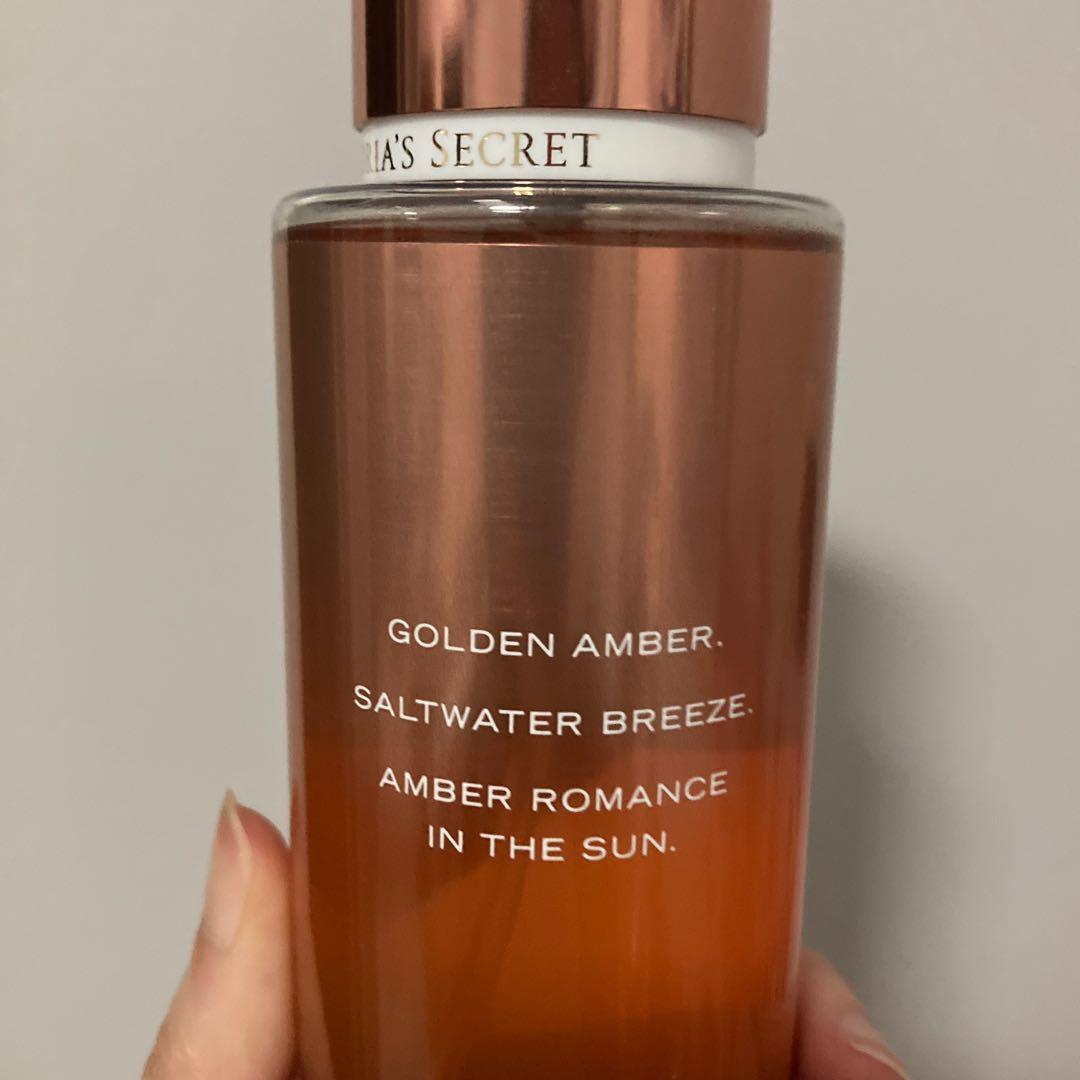 RIA'S SECRET
GOLDEN AMBER.
SALTWATER BREEZE.
AMBER ROMANCE
IN THE SUN.